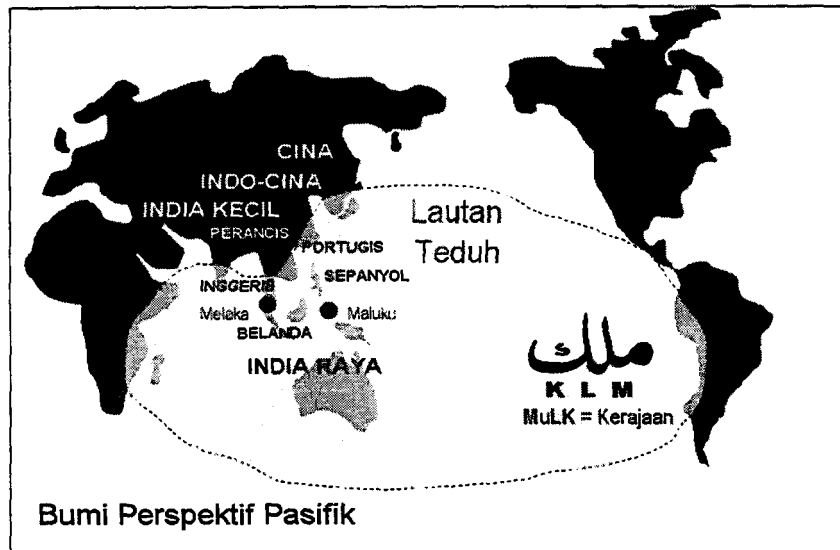 CINA
INDO-CINA
INDIA KECIL
PERANCIS
Lautan
Teduh
PORTUGIS
SEPANYOL
INGGERIS
Melaka
Maluku
BELANDA
INDIA RAYA
ملك
K L M
MuLK = Kerajaan
Bumi Perspektif Pasifik